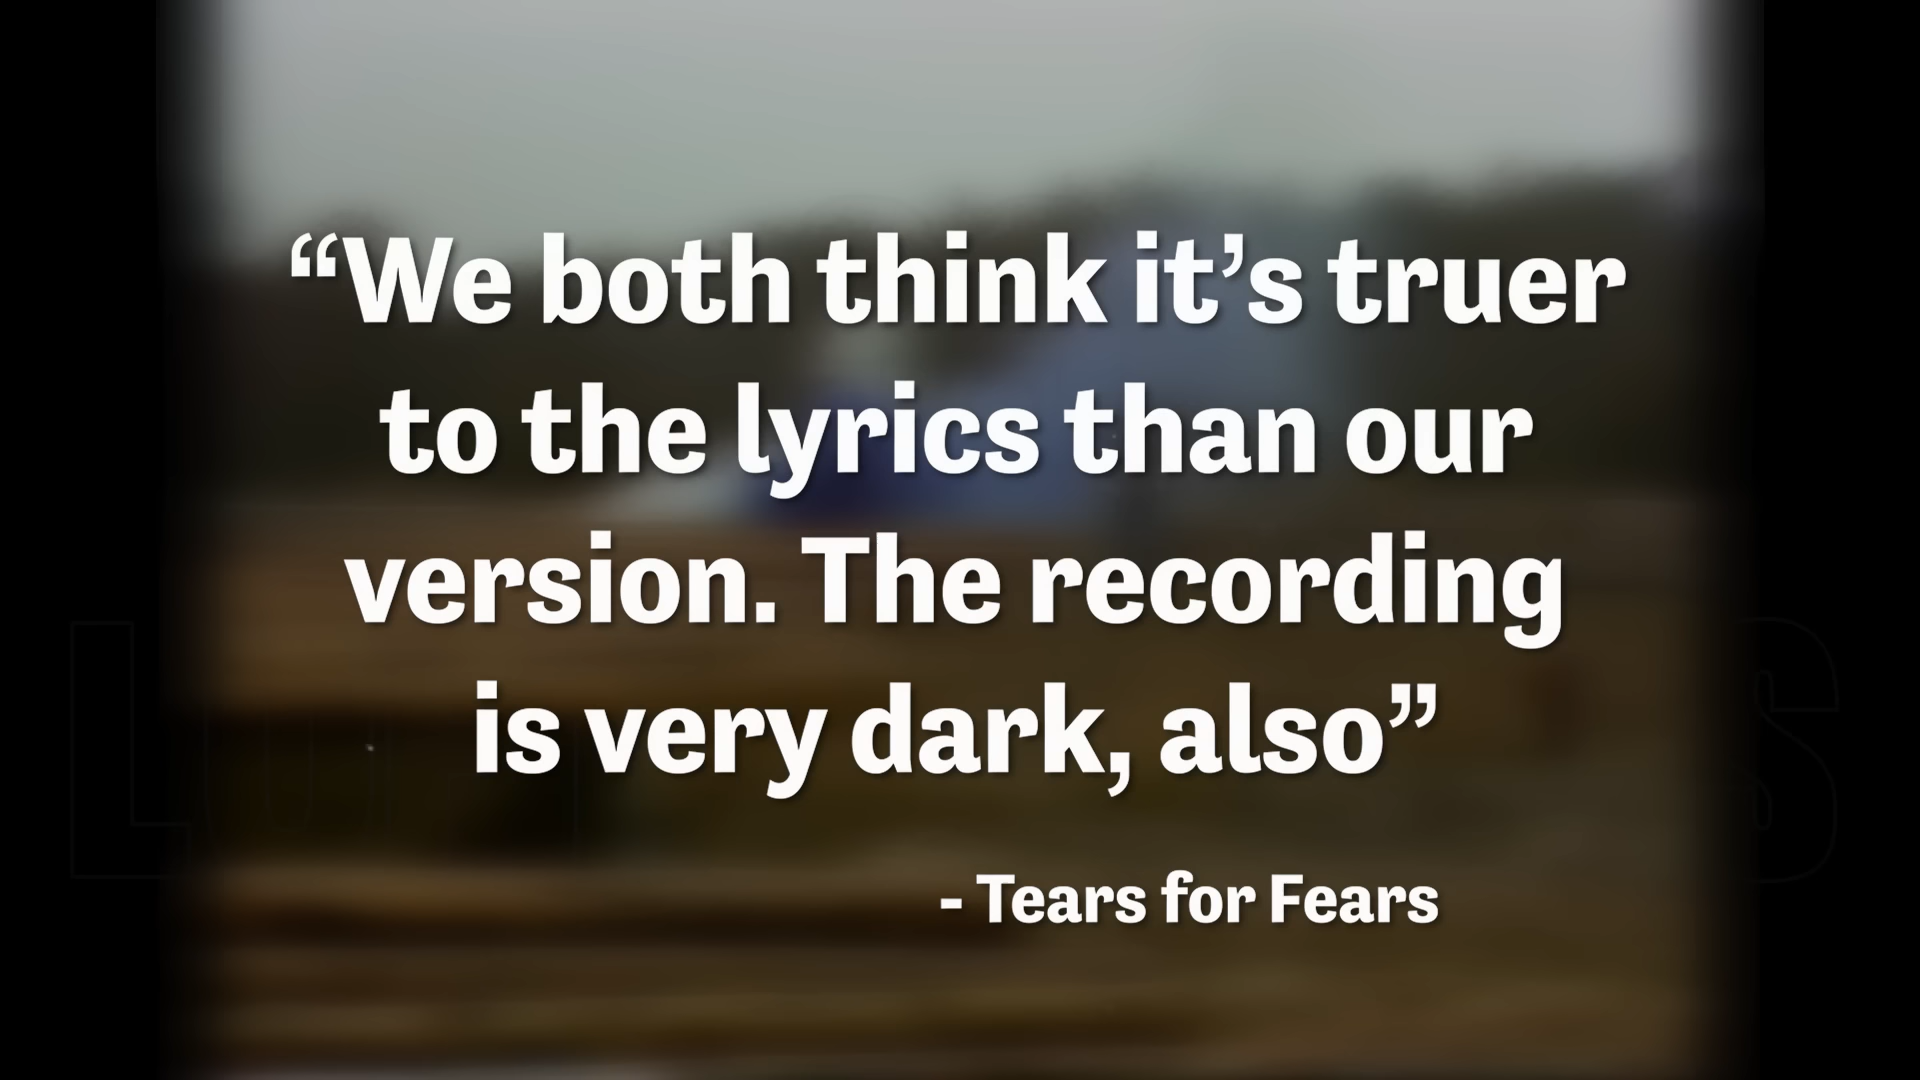 “We both think it’s truer
to the lyrics than our
version. The recording
is very dark, also”
- Tears for Fears